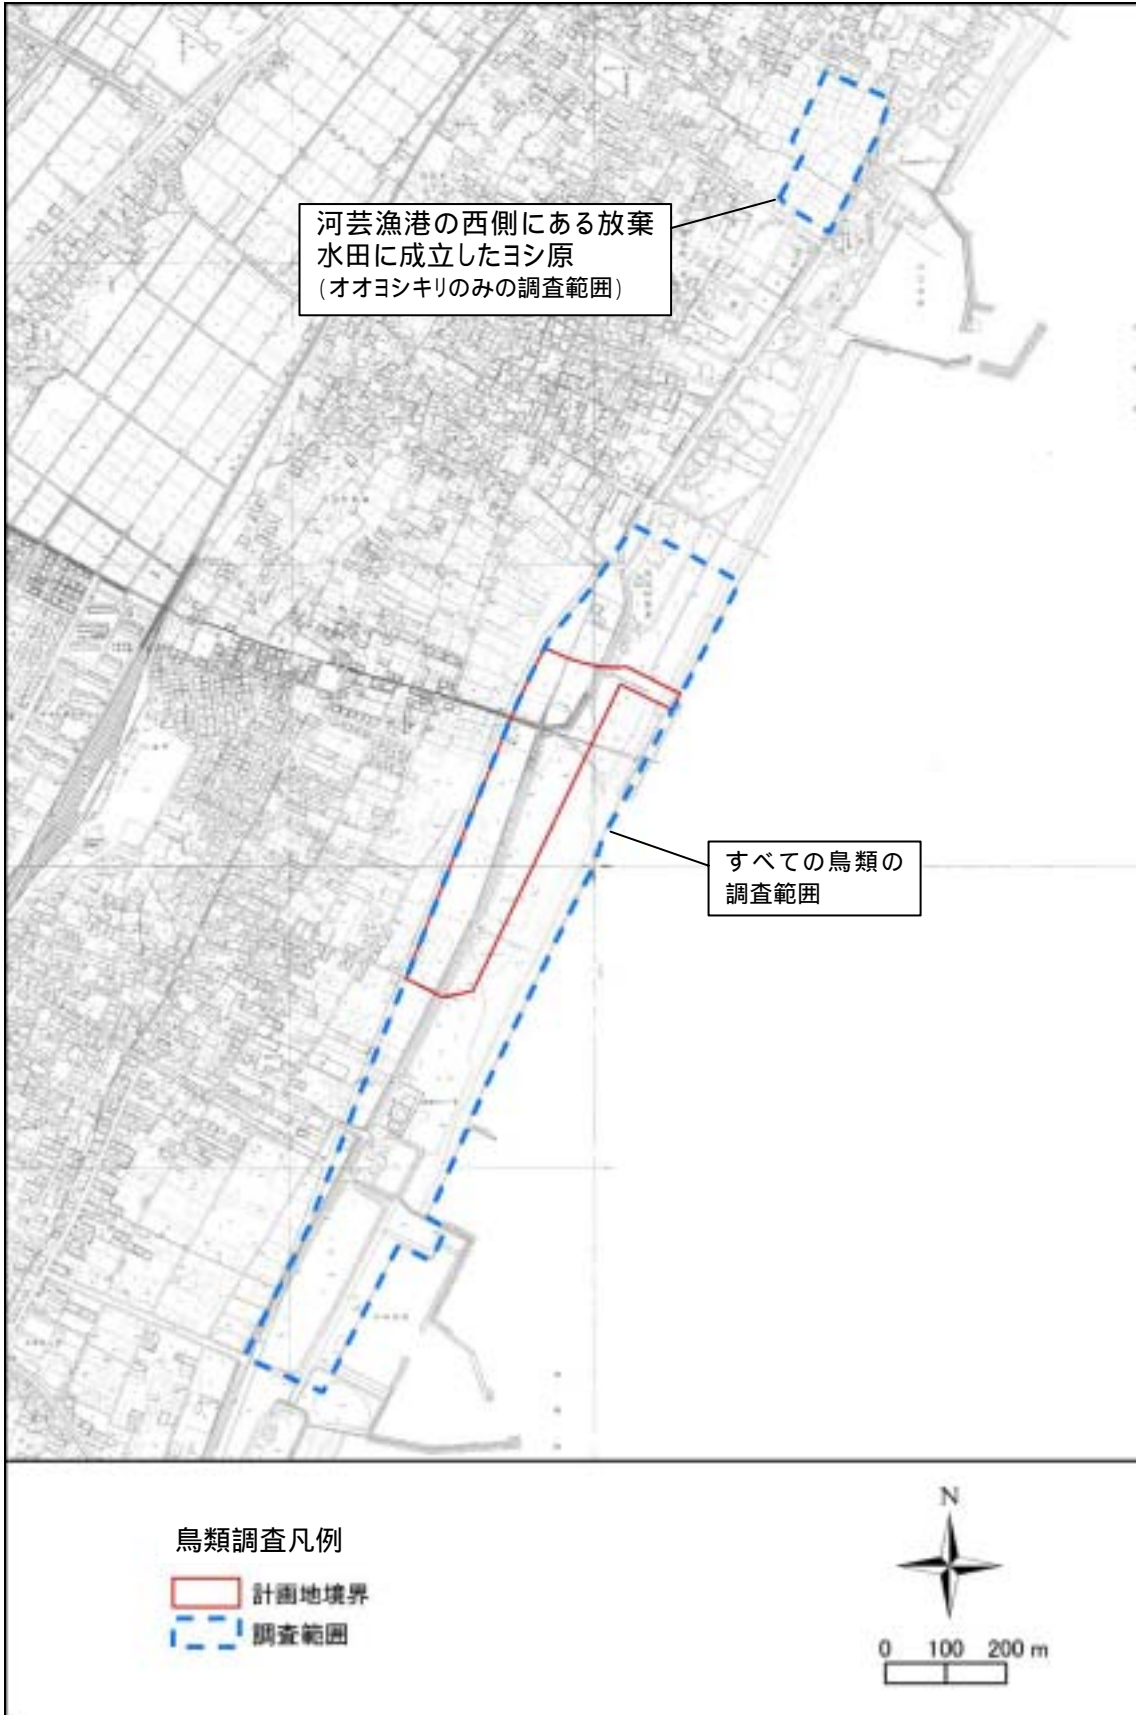 河芸漁港の西側にある放棄
水田に成立したヨシ原
(オオヨシキリのみの調査範囲)
すべての鳥類の
調査範囲
鳥類調査凡例
計画地境界
調査範囲
N
0 100 200 m